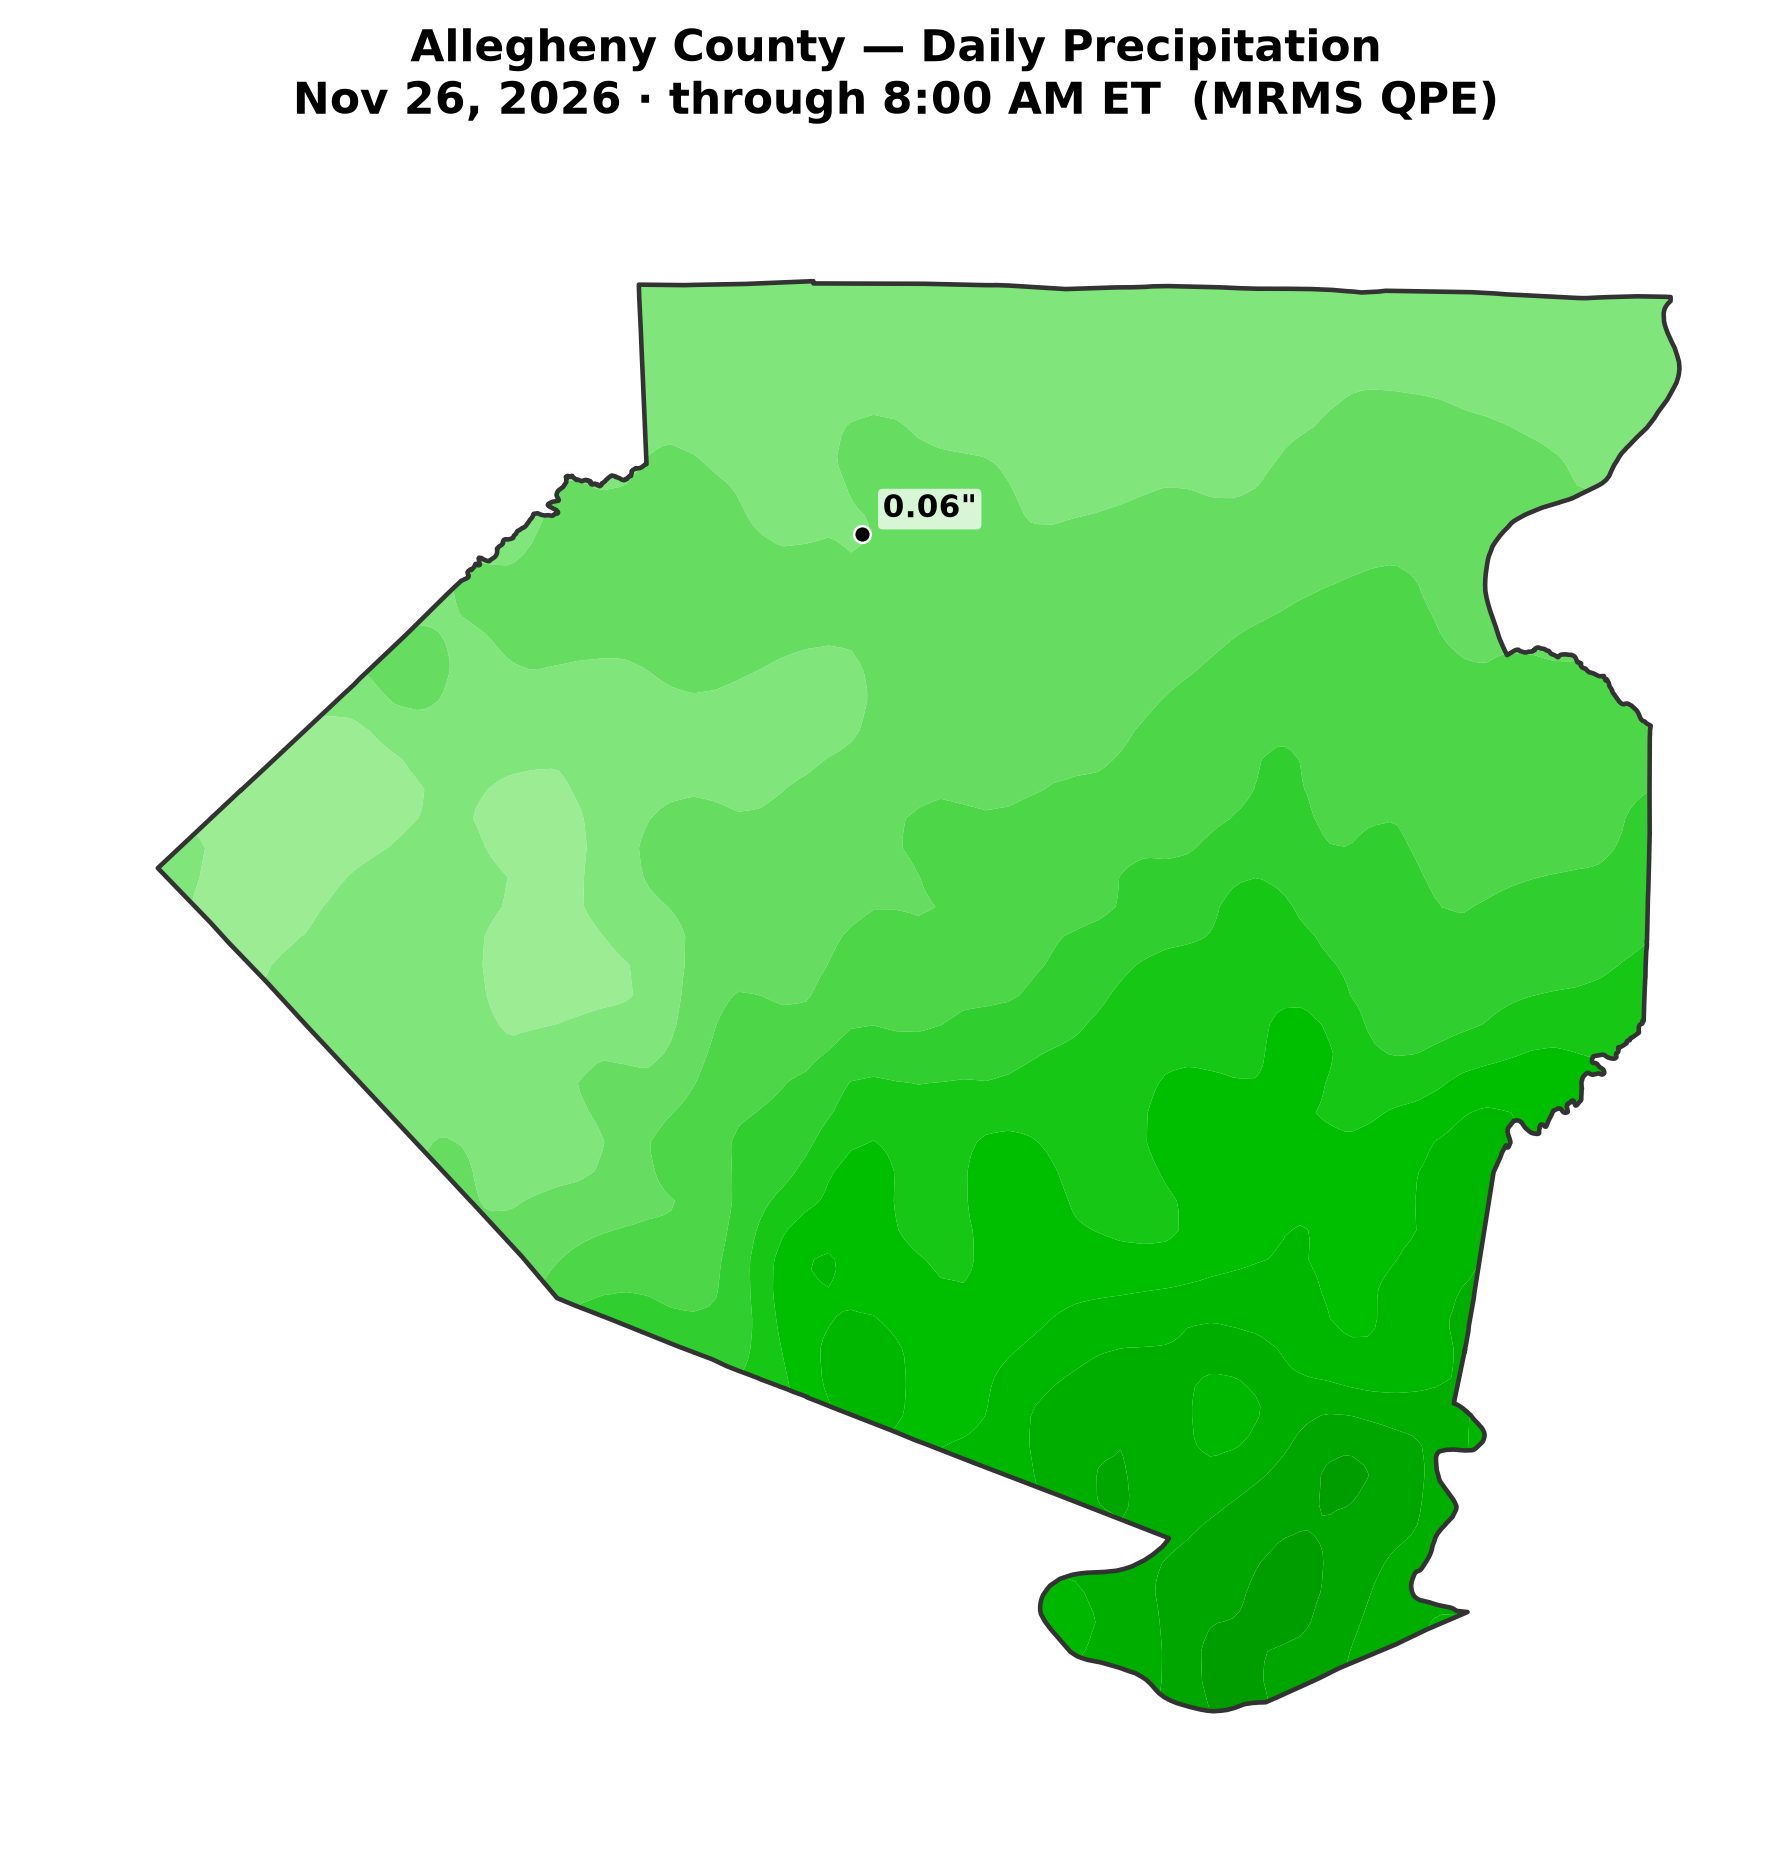 Allegheny County — Daily Precipitation
Nov 26, 2026 · through 8:00 AM ET (MRMS QPE)
0.06"